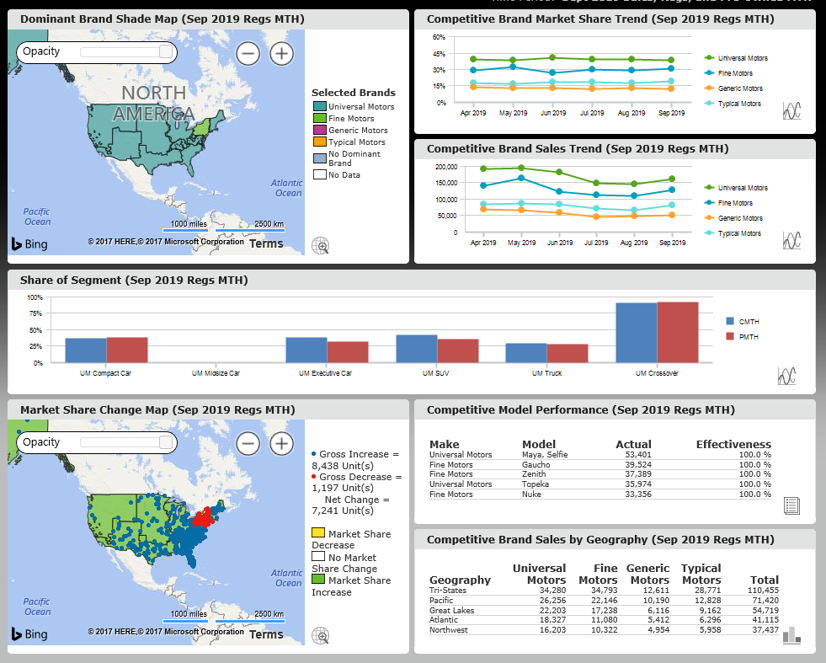 Dominant Brand Shade Map (Sep 2019 Regs MTH)
Opacity
NORTH
AMERICA
Pacific
Ocean
Atlantic
Ocean
1000 miles 2500 km
Bing
© 2017 HERE,© 2017 Microsoft Corporation Terms
Selected Brands
Universal Motors
Fine Motors
Generic Motors
Typical Motors
No Dominant
Brand
No Data
Competitive Brand Market Share Trend (Sep 2019 Regs MTH)
60%
45%
30%
15%
0%
Apr 2019 May 2019 Jun 2019 Jul 2019 Aug 2019 Sep 2019
Universal Motors
Fine Motors
Generic Motors
Typical Motors
Competitive Brand Sales Trend (Sep 2019 Regs MTH)
200,000
150,000
100,000
50,000
0
Apr 2019 May 2019 Jun 2019 Jul 2019 Aug 2019 Sep 2019
Universal Motors
Fine Motors
Generic Motors
Typical Motors
Share of Segment (Sep 2019 Regs MTH)
100%
75%
50%
25%
0%
UM Compact Car UM Midsize Car UM Executive Car UM SUV UM Truck UM Crossover
CMTH
PMTH
Market Share Change Map (Sep 2019 Regs MTH)
Opacity
Pacific
Ocean
Atlantic
Ocean
1000 miles 2500 km
Bing
© 2017 HERE,© 2017 Microsoft Corporation Terms
Gross Increase =
8,438 Unit(s)
Gross Decrease =
1,197 Unit(s)
Net Change =
7,241 Unit(s)
Market Share
Decrease
No Market
Share Change
Market Share
Increase
Competitive Model Performance (Sep 2019 Regs MTH)
Make Model Actual Effectiveness
Universal Motors Maya, Selfie 53,401 100.0 %
Fine Motors Gaucho 39,524 100.0 %
Fine Motors Zenith 37,389 100.0 %
Universal Motors Topeka 35,974 100.0 %
Fine Motors Nuke 33,356 100.0 %
Competitive Brand Sales by Geography (Sep 2019 Regs MTH)
Universal Fine Generic Typical
Geography Motors Motors Motors Motors Total
Tri-States 34,280 34,793 12,611 28,771 110,455
Pacific 26,256 22,146 10,190 12,828 71,420
Great Lakes 22,203 17,238 6,116 9,162 54,719
Atlantic 18,327 11,080 5,412 6,296 41,115
Northwest 16,203 10,322 4,954 5,958 37,437